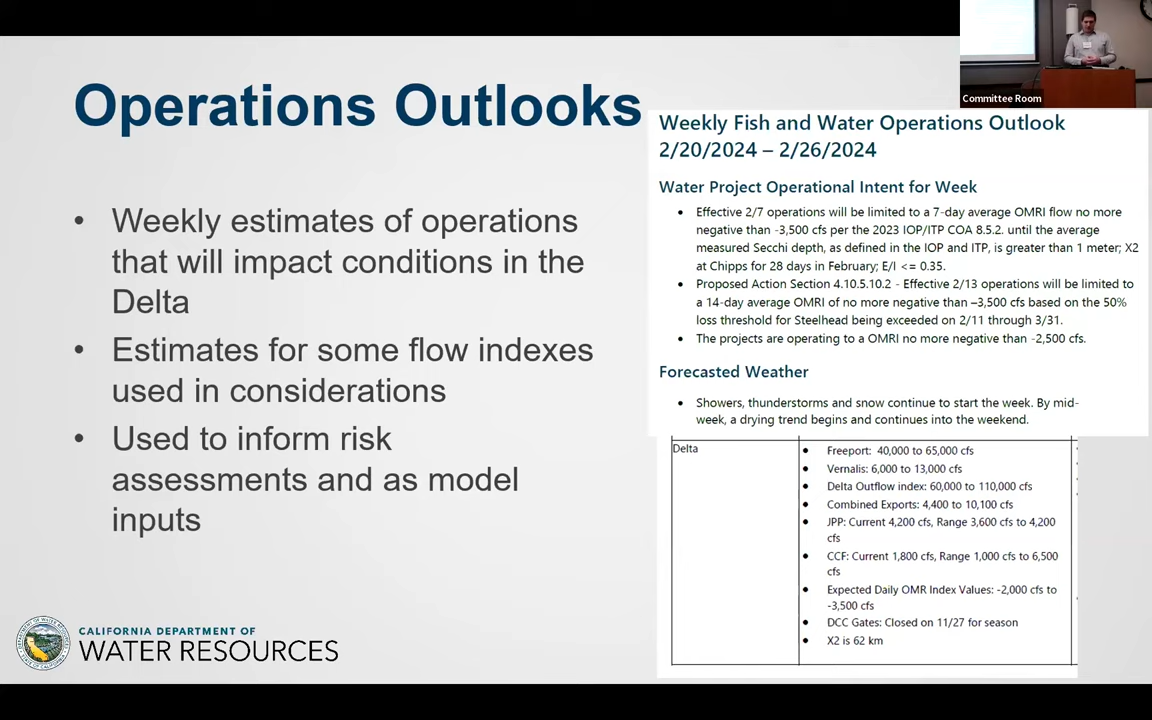 Operations Outlooks
• Weekly estimates of operations
that will impact conditions in the
Delta
• Estimates for some flow indexes
used in considerations
• Used to inform risk
assessments and as model
inputs
CALIFORNIA DEPARTMENT OF
WATER RESOURCES
Committee Room
Weekly Fish and Water Operations Outlook
2/20/2024 – 2/26/2024
Water Project Operational Intent for Week
• Effective 2/7 operations will be limited to a 7-day average OMRI flow no more
negative than -3,500 cfs per the 2023 IOP/ITP COA 8.5.2. until the average
measured Secchi depth, as defined in the IOP and ITP, is greater than 1 meter; X2
at Chipps for 28 days in February; E/I <= 0.35.
• Proposed Action Section 4.10.5.10.2 - Effective 2/13 operations will be limited to
a 14-day average OMRI of no more negative than –3,500 cfs based on the 50%
loss threshold for Steelhead being exceeded on 2/11 through 3/31.
• The projects are operating to a OMRI no more negative than -2,500 cfs.
Forecasted Weather
• Showers, thunderstorms and snow continue to start the week. By mid-
week, a drying trend begins and continues into the weekend.
Delta
• Freeport: 40,000 to 65,000 cfs
• Vernalis: 6,000 to 13,000 cfs
• Delta Outflow index: 60,000 to 110,000 cfs
• Combined Exports: 4,400 to 10,100 cfs
• JPP: Current 4,200 cfs, Range 3,600 cfs to 4,200
cfs
• CCF: Current 1,800 cfs, Range 1,000 cfs to 6,500
cfs
• Expected Daily OMR Index Values: -2,000 cfs to
-3,500 cfs
• DCC Gates: Closed on 11/27 for season
• X2 is 62 km